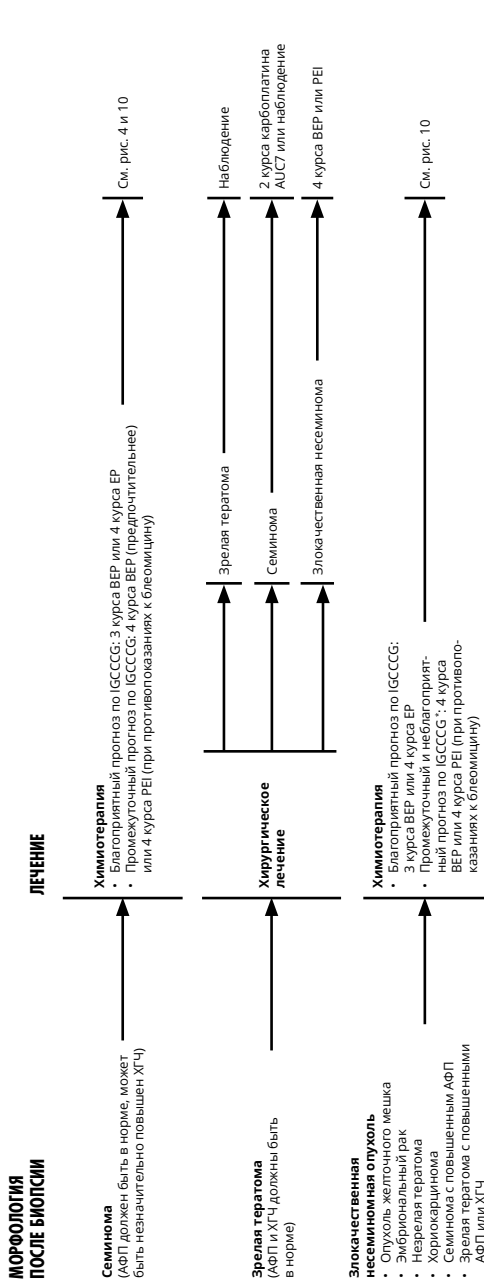 МОРФОЛОГИЯ
ПОСЛЕ БИОПСИИ
ЛЕЧЕНИЕ
Семинома
(АФП должен быть в норме, может
быть незначительно повышен ХГЧ)
Химиотерапия
• Благоприятный прогноз по IGCCCG: 3 курса BEP или 4 курса EP
• Промежуточный прогноз по IGCCCG: 4 курса BEP (предпочтительнее)
или 4 курса PEI (при противопоказаниях к блеомицину)
См. рис. 4 и 10
Зрелая тератома
(АФП и ХГЧ должны быть
в норме)
Хирургическое
лечение
Зрелая тератома
Наблюдение
Семинома
2 курса карбоплатина
AUC7 или наблюдение
Злокачественная несеминома
4 курса BEP или PEI
Злокачественная
несеминомная опухоль
• Опухоль желточного мешка
• Эмбриональный рак
• Незрелая тератома
• Хориокарцинома
• Семинома с повышенным АФП
• Зрелая тератома с повышенными
АФП или ХГЧ
Химиотерапия
• Благоприятный прогноз по IGCCCG:
3 курса BEP или 4 курса EP
• Промежуточный и неблагоприят-
ный прогноз по IGCCCG*: 4 курса
BEP или 4 курса PEI (при противопо-
казаниях к блеомицину)
См. рис. 10